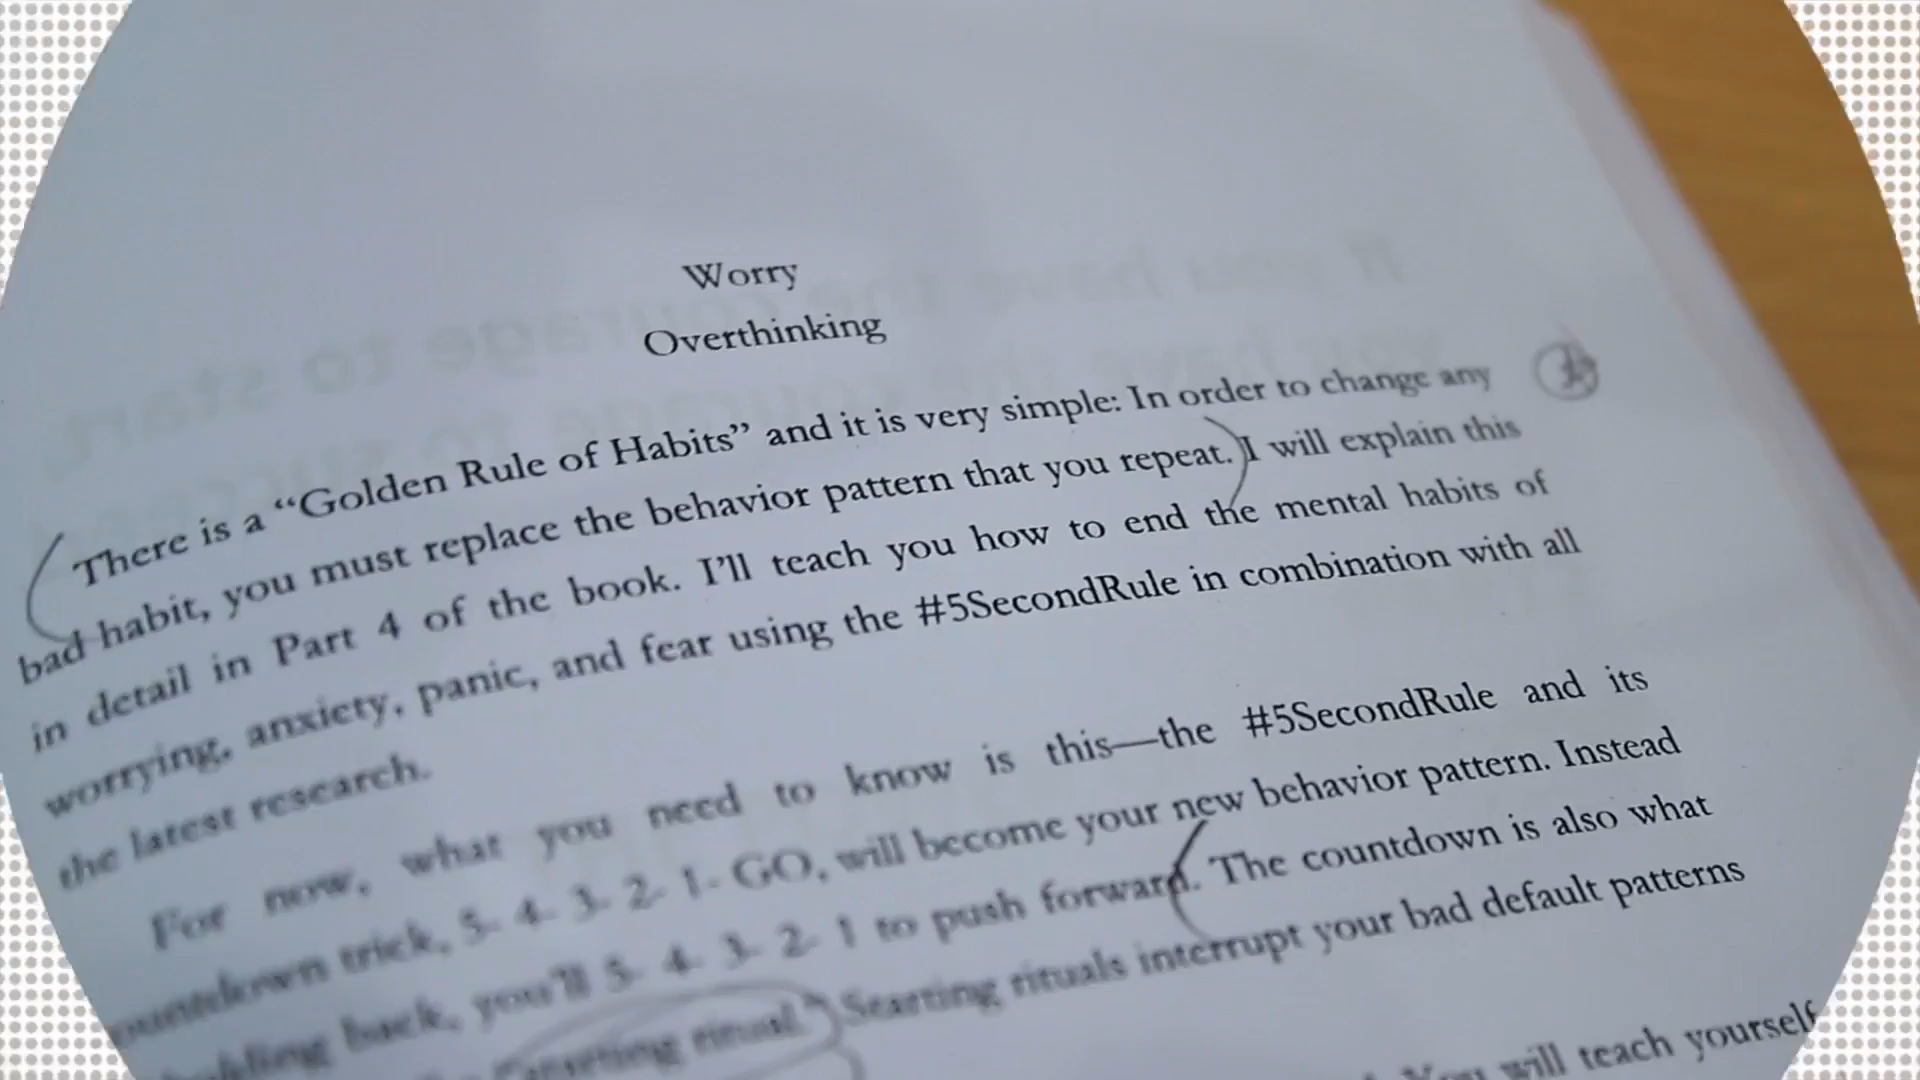 Worry
Overthinking
There is a “Golden Rule of Habits” and it is very simple: In order to change any
bad habit, you must replace the behavior pattern that you repeat. I will explain this
in detail in Part 4 of the book. I’ll teach you how to end the mental habits of
worrying, anxiety, panic, and fear using the #5SecondRule in combination with all
the latest research.
For now, what you need to know is this—the #5SecondRule and its
countdown trick, 5- 4- 3- 2- 1- GO, will become your new behavior pattern. Instead
holding back, you’ll 5- 4- 3- 2- 1 to push forward. The countdown is also what
“starting ritual.” Starting rituals interrupt your bad default patterns
You will teach yourself